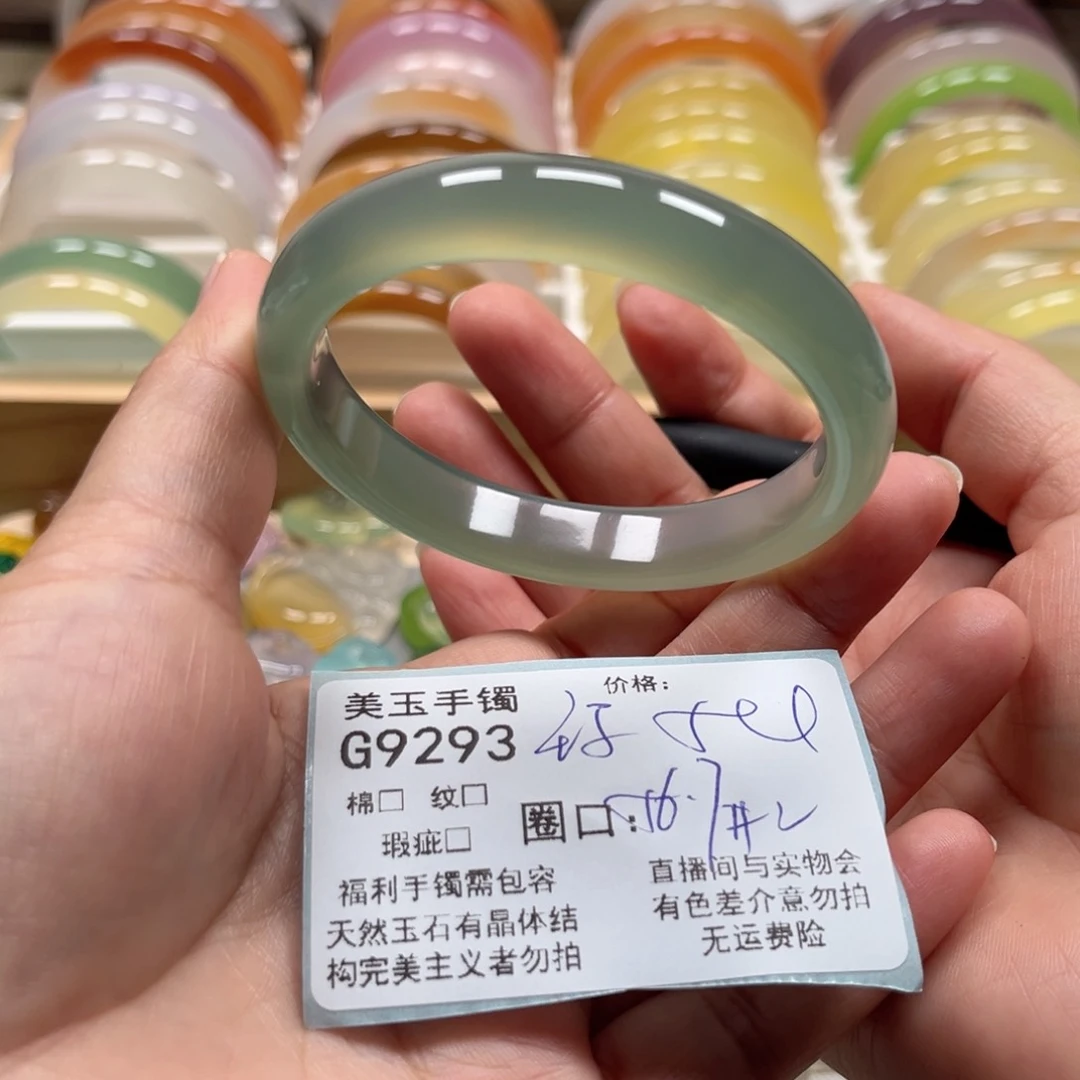 美玉手镯
价格:
G9293
棉□ 纹□
瑕疵□
圈口: 56.7
福利手镯需包容
天然玉石有晶体结
构完美主义者勿拍
直播间与实物会
有色差介意勿拍
无运费险